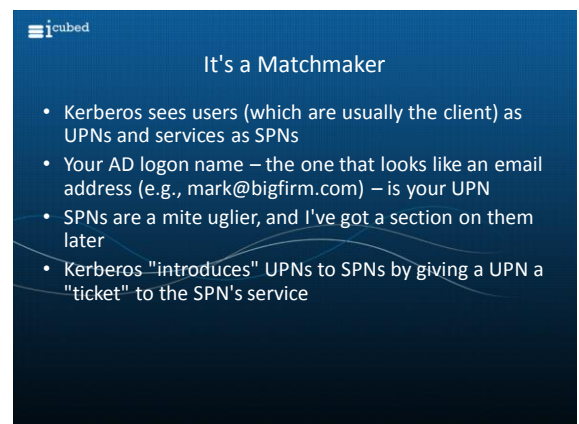 icubed
It's a Matchmaker
• Kerberos sees users (which are usually the client) as
UPNs and services as SPNs
• Your AD logon name – the one that looks like an email
address (e.g., mark@bigfirm.com) – is your UPN
• SPNs are a mite uglier, and I've got a section on them
later
• Kerberos "introduces" UPNs to SPNs by giving a UPN a
"ticket" to the SPN's service